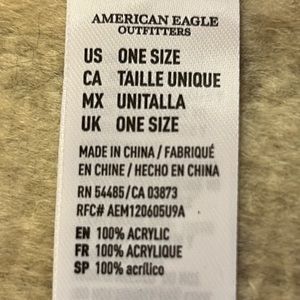 AMERICAN EAGLE
OUTFITTERS
US ONE SIZE
CA TAILLE UNIQUE
MX UNITALLA
UK ONE SIZE
MADE IN CHINA / FABRIQUÉ
EN CHINE / HECHO EN CHINA
RN 54485/CA 03873
RFC# AEM120605U9A
EN 100% ACRYLIC
FR 100% ACRYLIQUE
SP 100% acrílico